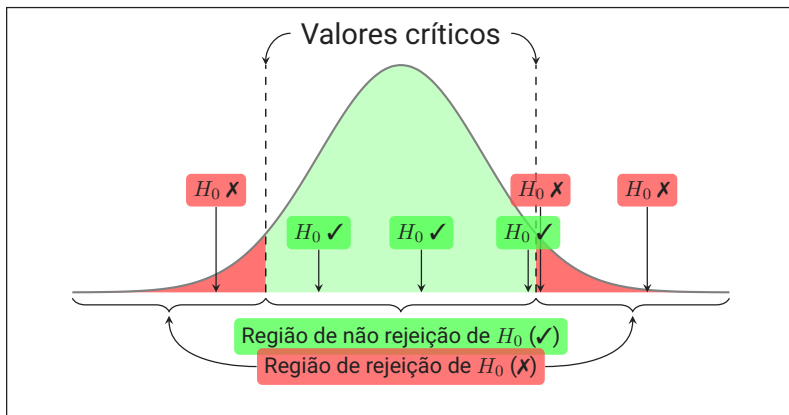 Valores críticos
H₀ ✗
H₀ ✗
H₀ ✗
H₀ ✓
H₀ ✓
H₀ ✓
Região de não rejeição de H₀ (✓)
Região de rejeição de H₀ (✗)